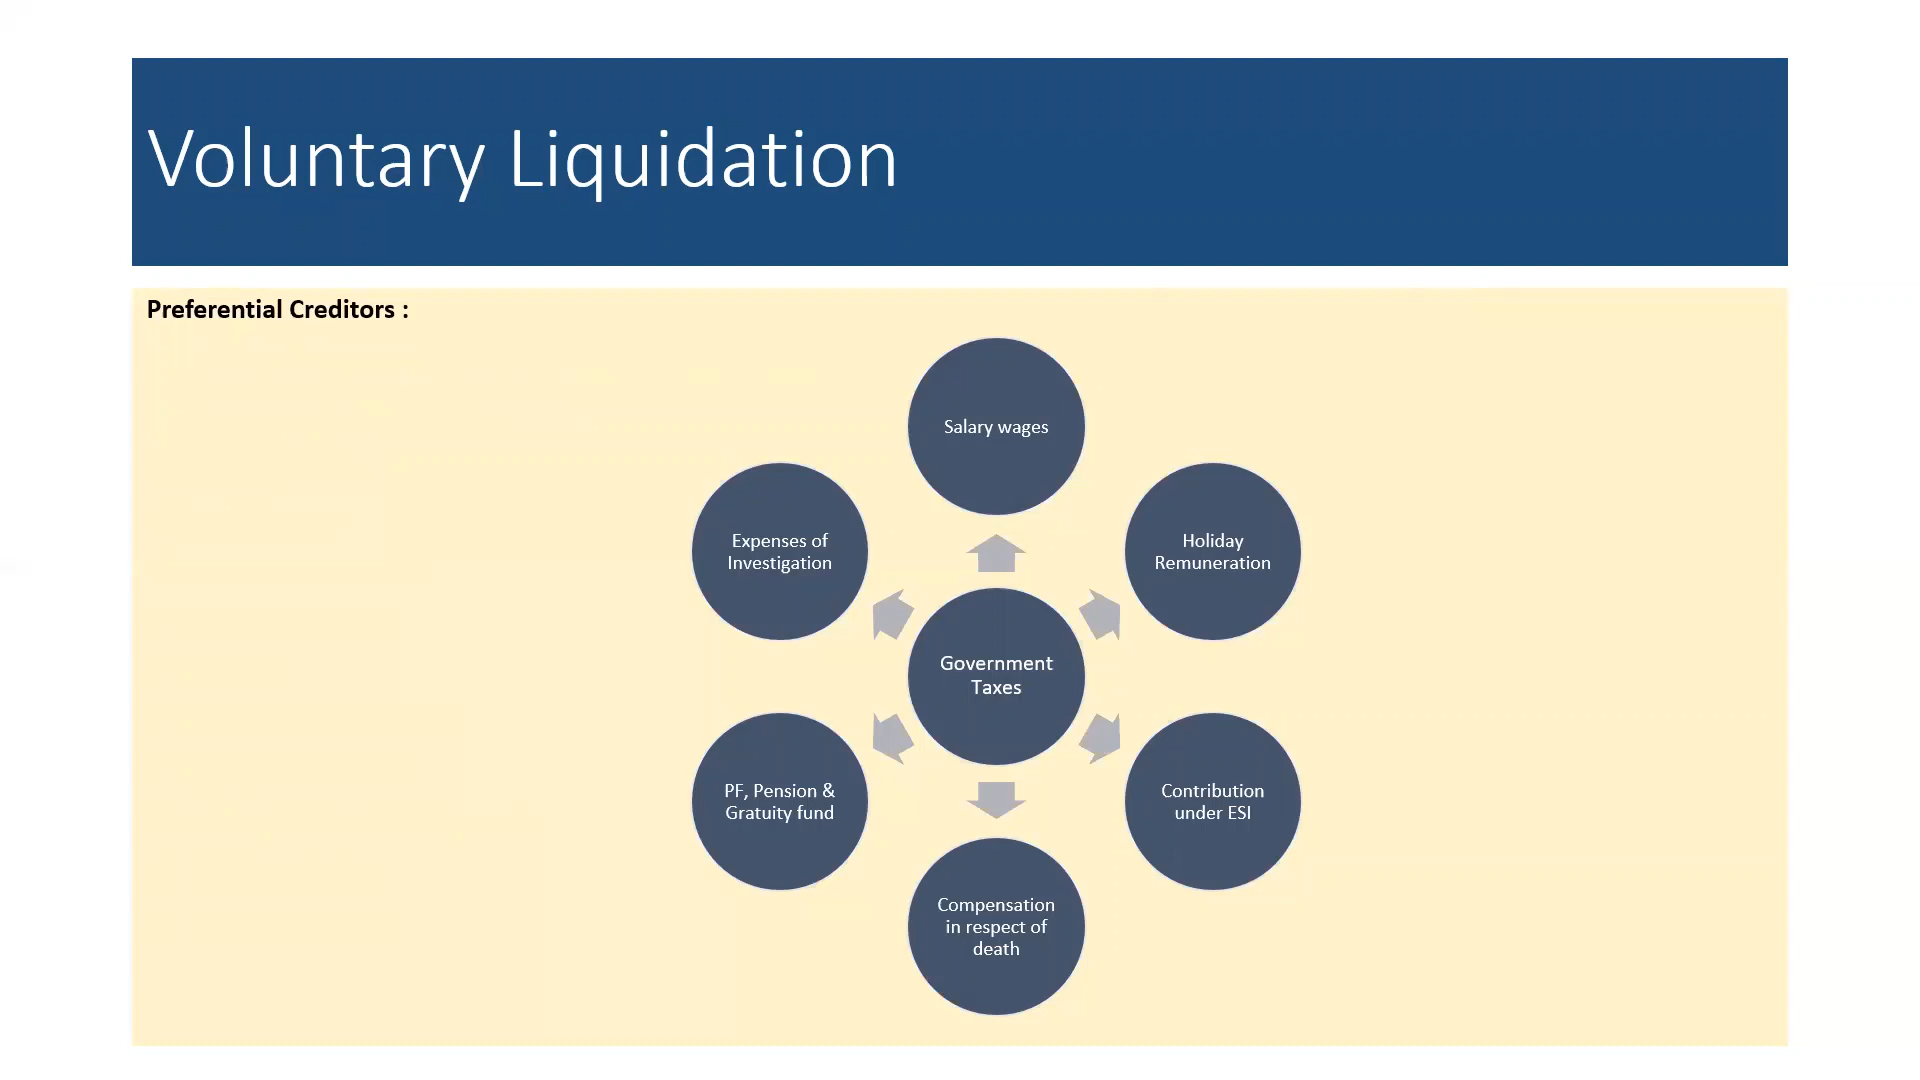 Voluntary Liquidation
Preferential Creditors :
Salary wages
Holiday
Remuneration
Contribution
under ESI
Compensation
in respect of
death
PF, Pension &
Gratuity fund
Expenses of
Investigation
Government
Taxes